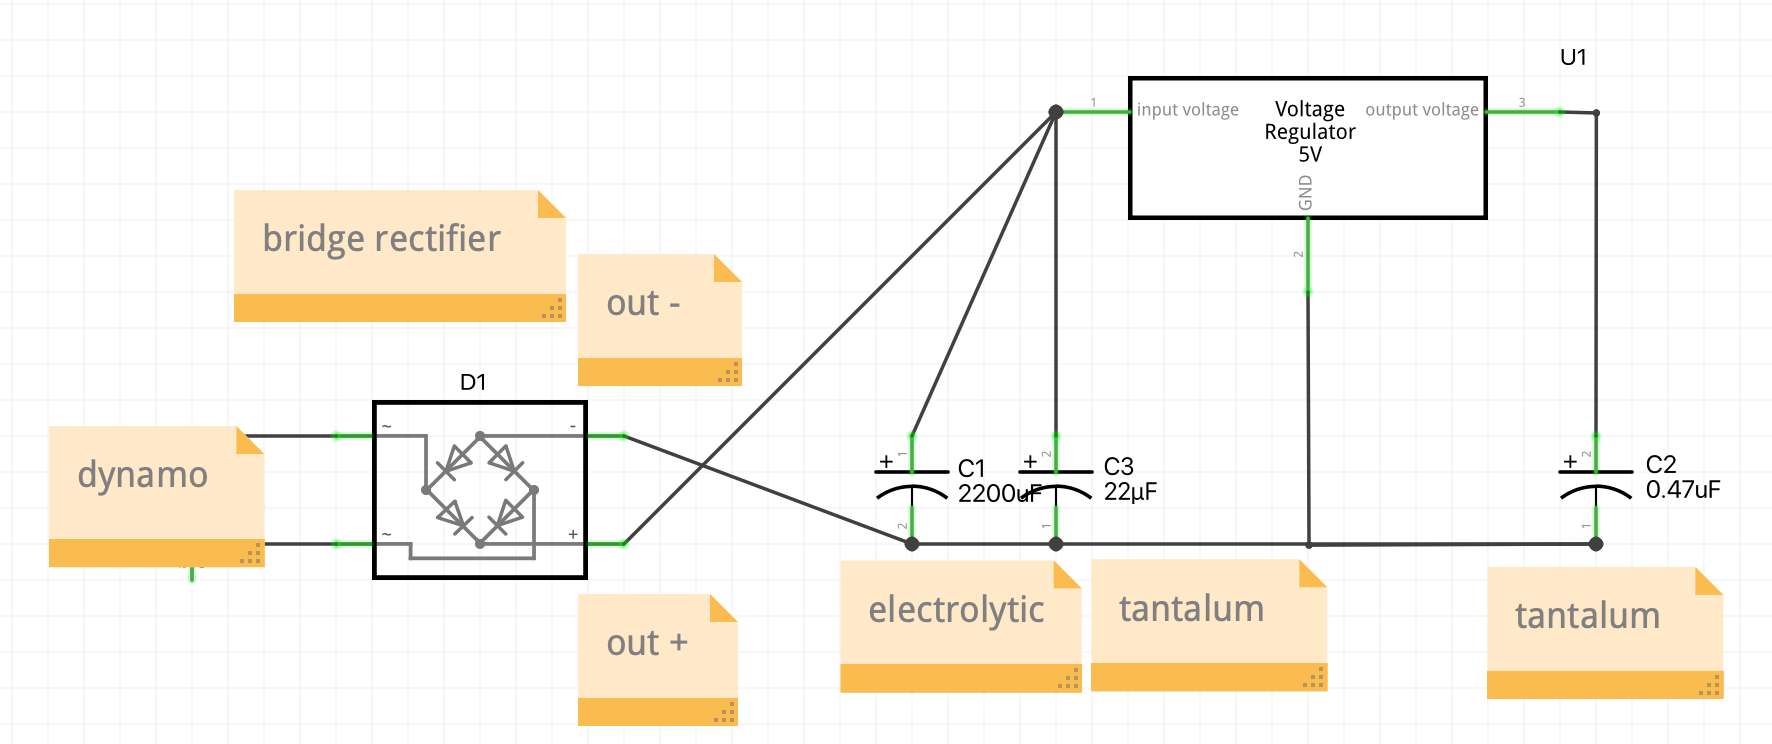 U1
1
input voltage
Voltage
Regulator
5V
output voltage
3
GND
2
bridge rectifier
out -
D1
~
-
~
+
dynamo
out +
+
1
C1
2200uF
2
+
2
C3
22µF
1
+
2
C2
0.47uF
1
electrolytic
tantalum
tantalum